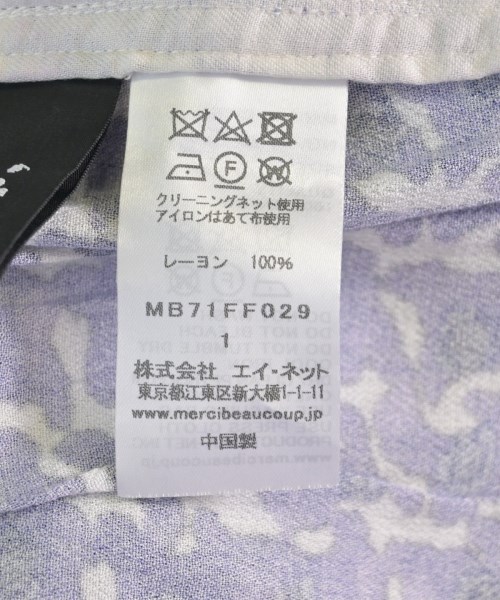 F W
クリーニングネット使用
アイロンはあて布使用
レーヨン 100%
MB71FF029
1
株式会社 エイ・ネット
東京都江東区新大橋1-1-11
www.mercibeaucoup.jp
中国製